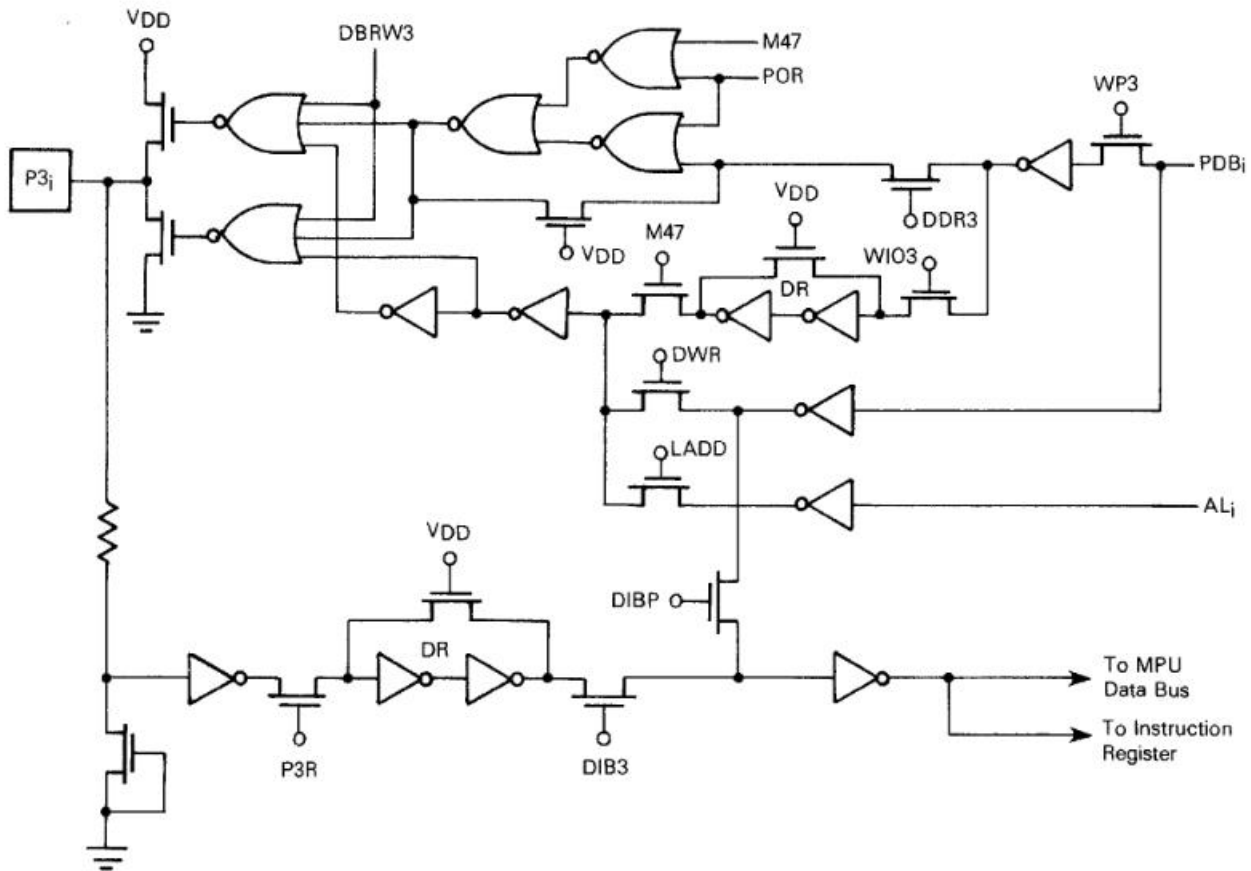 VDD
DBRW3
M47
POR
WP3
P3i
PDBi
VDD
DDR3
VDD
M47
WIO3
DR
DWR
LADD
ALi
VDD
DIBP
DR
To MPU
Data Bus
To Instruction
Register
P3R
DIB3